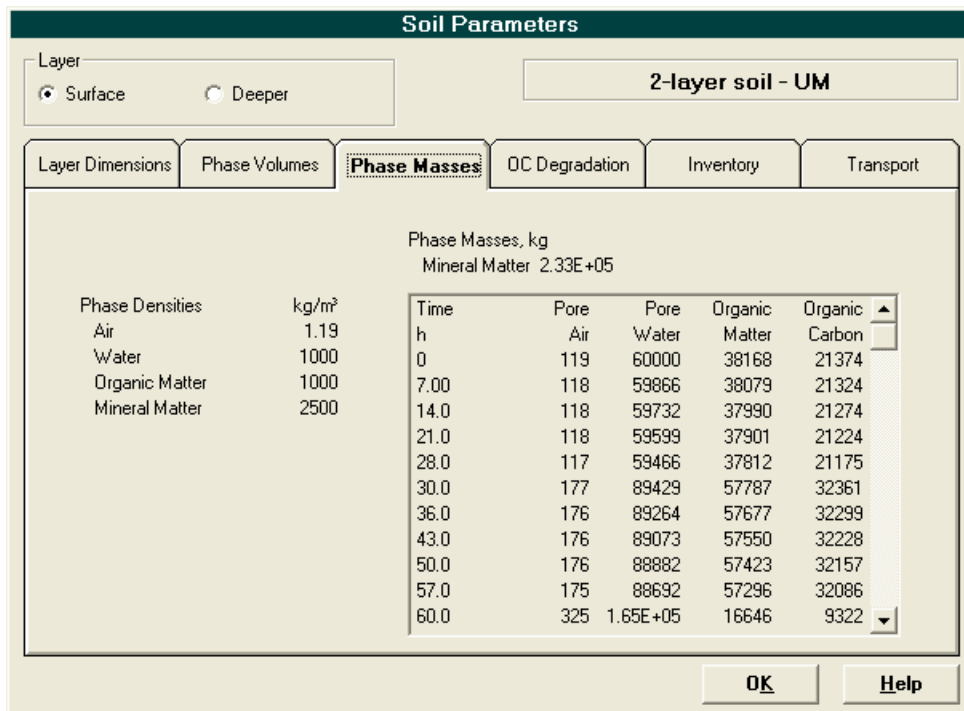 Soil Parameters
Layer
Surface Deeper
2-layer soil - UM
Layer Dimensions Phase Volumes Phase Masses OC Degradation Inventory Transport
Phase Masses, kg
Mineral Matter 2.33E+05
Phase Densities kg/m³
Air 1.19
Water 1000
Organic Matter 1000
Mineral Matter 2500
Time Pore Pore Organic Organic
h Air Water Matter Carbon
0 119 60000 38168 21374
7.00 118 59866 38079 21324
14.0 118 59732 37990 21274
21.0 118 59599 37901 21224
28.0 117 59466 37812 21175
30.0 177 89429 57787 32361
36.0 176 89264 57677 32299
43.0 176 89073 57550 32228
50.0 176 88882 57423 32157
57.0 175 88692 57296 32086
60.0 325 1.65E+05 16646 9322
OK Help